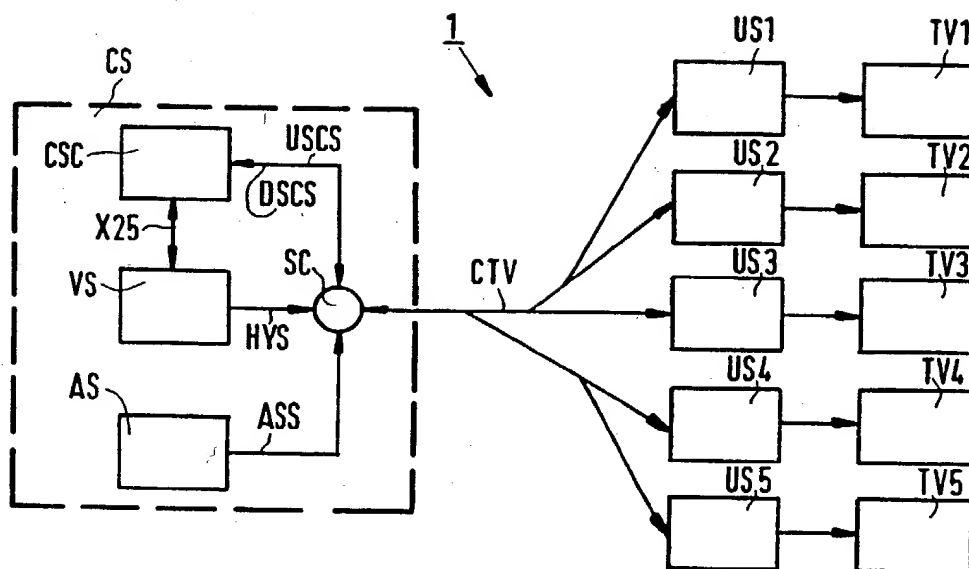 1
CS
CSC
USCS
DSCS
X25
VS
SC
HYS
AS
ASS
CTV
US1
TV1
US2
TV2
US3
TV3
US4
TV4
US5
TV5